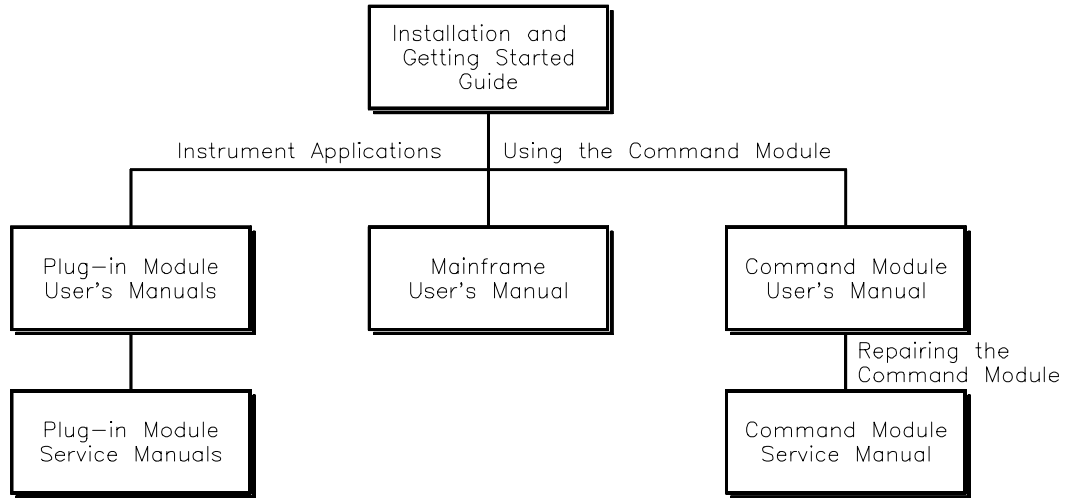 Installation and
Getting Started
Guide
Instrument Applications
Using the Command Module
Plug-in Module
User's Manuals
Mainframe
User's Manual
Command Module
User's Manual
Repairing the
Command Module
Plug-in Module
Service Manuals
Command Module
Service Manual